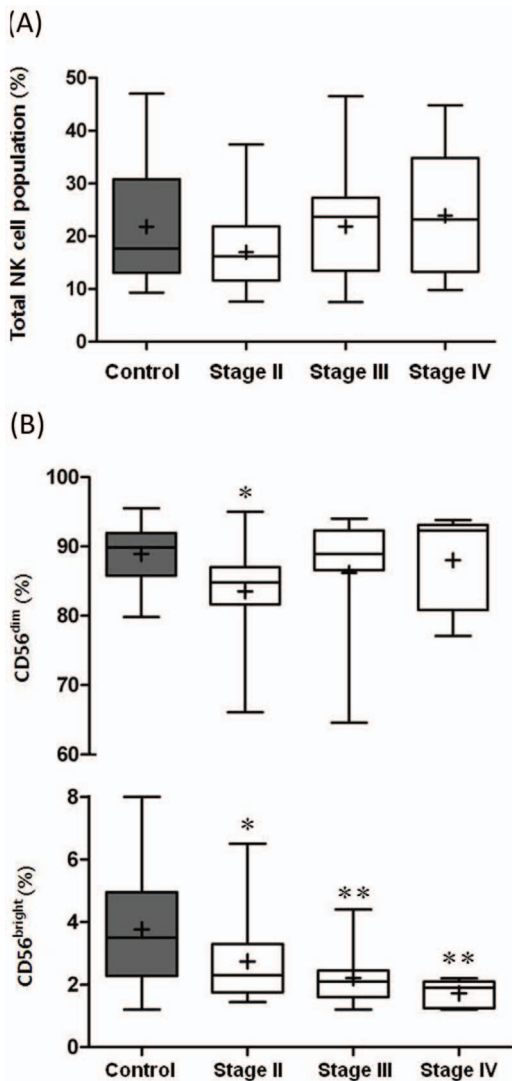 (A)
Total NK cell population (%)
50
40
30
20
10
0
Control Stage II Stage III Stage IV
(B)
CD56dim (%)
100
90
80
70
60
*
CD56bright (%)
8
6
4
2
0
*
**
**
Control Stage II Stage III Stage IV